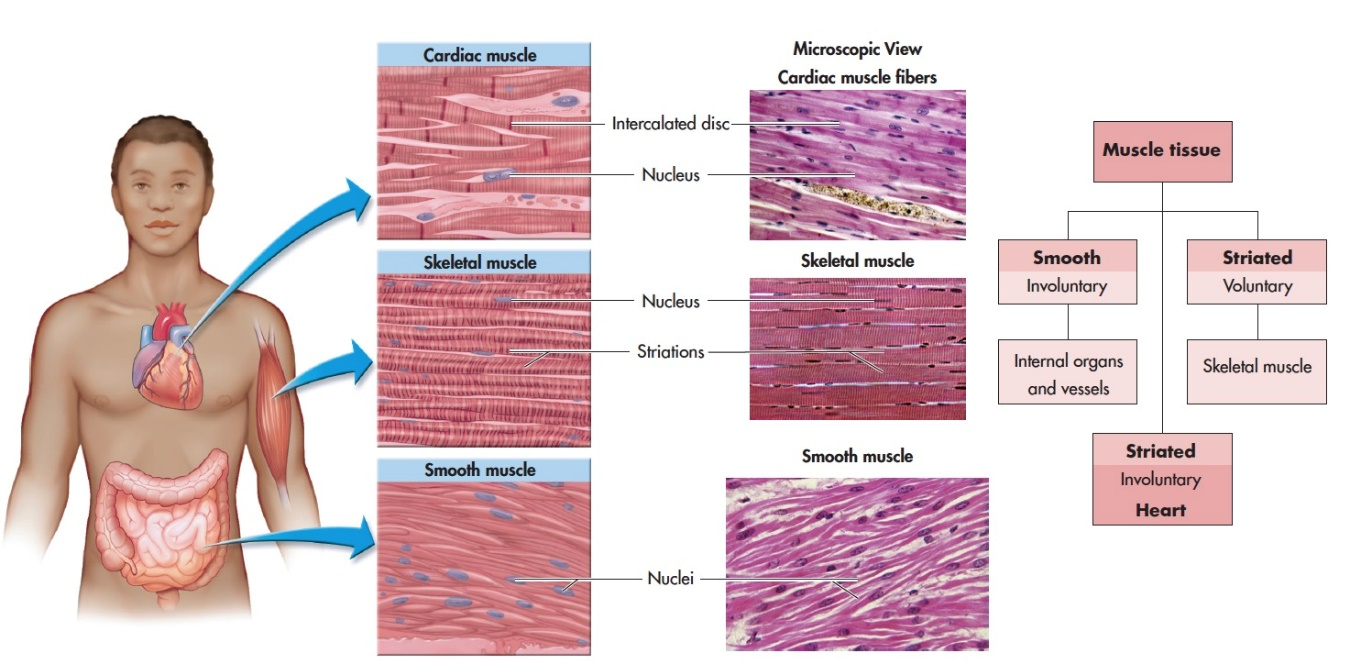 Cardiac muscle
Intercalated disc
Nucleus
Skeletal muscle
Nucleus
Striations
Smooth muscle
Nuclei
Microscopic View
Cardiac muscle fibers
Skeletal muscle
Smooth muscle
Muscle tissue
Smooth
Involuntary
Internal organs
and vessels
Striated
Voluntary
Skeletal muscle
Striated
Involuntary
Heart